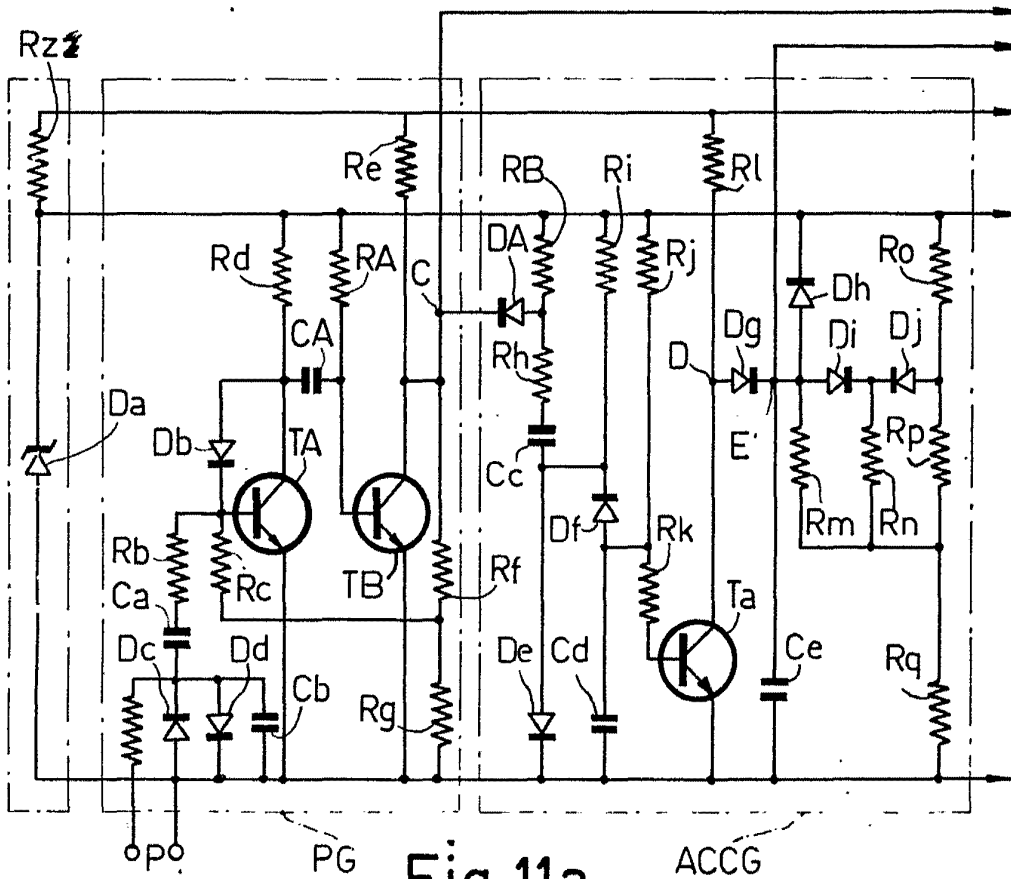 Rz
Re
RB
Ri
Rl
Rd
RA
C
DA
Rj
Ro
Dh
CA
Rh
Dg
Di
Dj
D
Da
Db
TA
Cc
E
Rp
Rb
Rc
TB
Rf
Df
Rk
Rm
Rn
Ca
Ta
Dc
Dd
Cb
Rg
De
Cd
Ce
Rq
P
PG
ACCG
Fig.11a